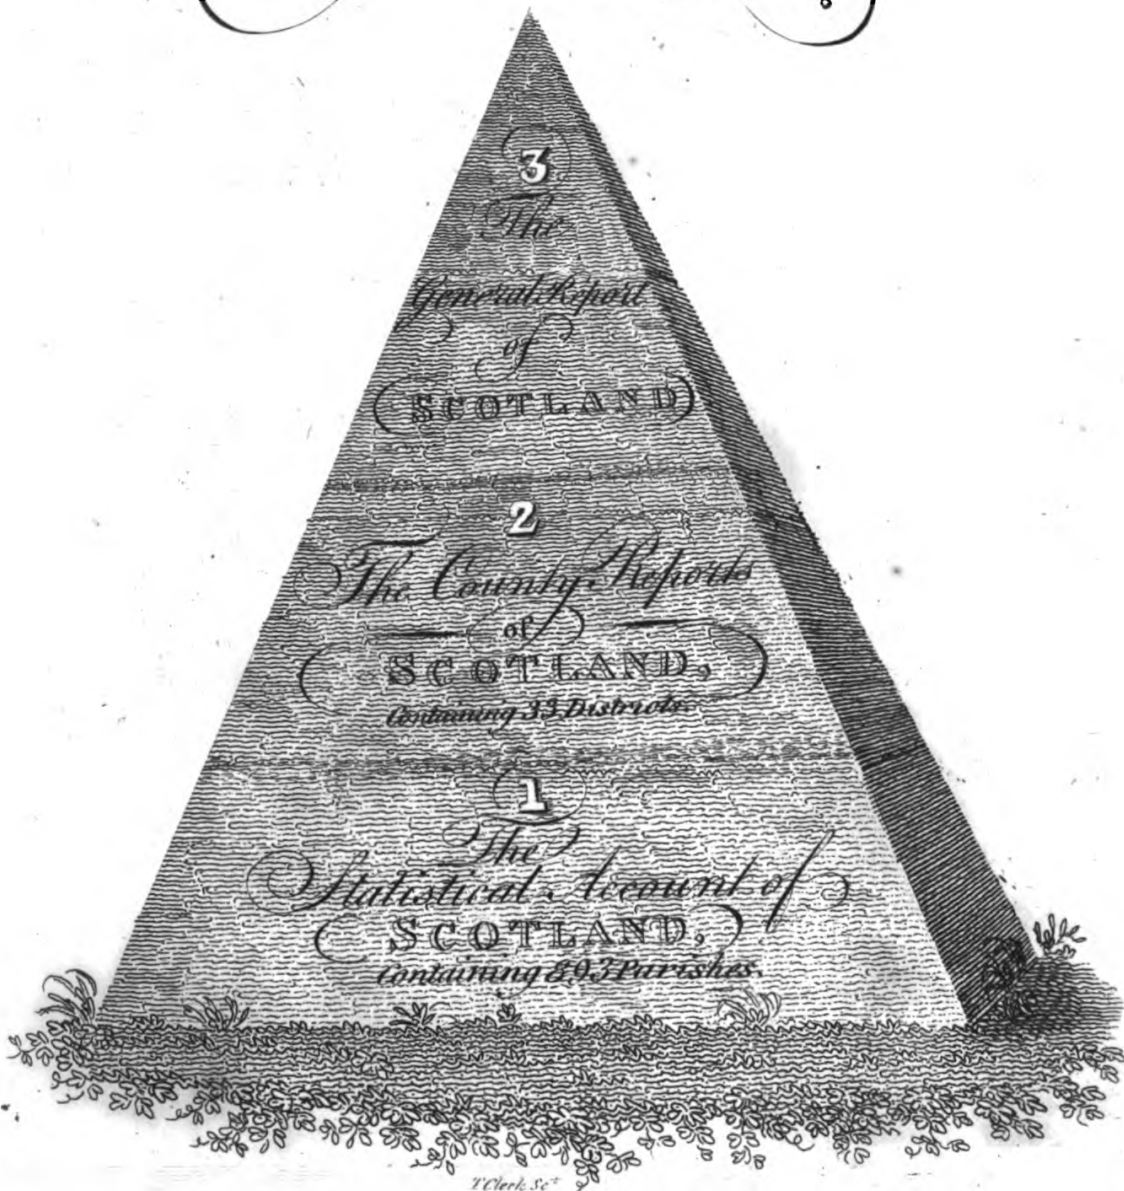 3
The
General Report
of
SCOTLAND
2
The County Reports
of
SCOTLAND,
Containing 33 Districts.
1
The
Statistical Account of
SCOTLAND,
Containing 893 Parishes.
T Clerk Sct